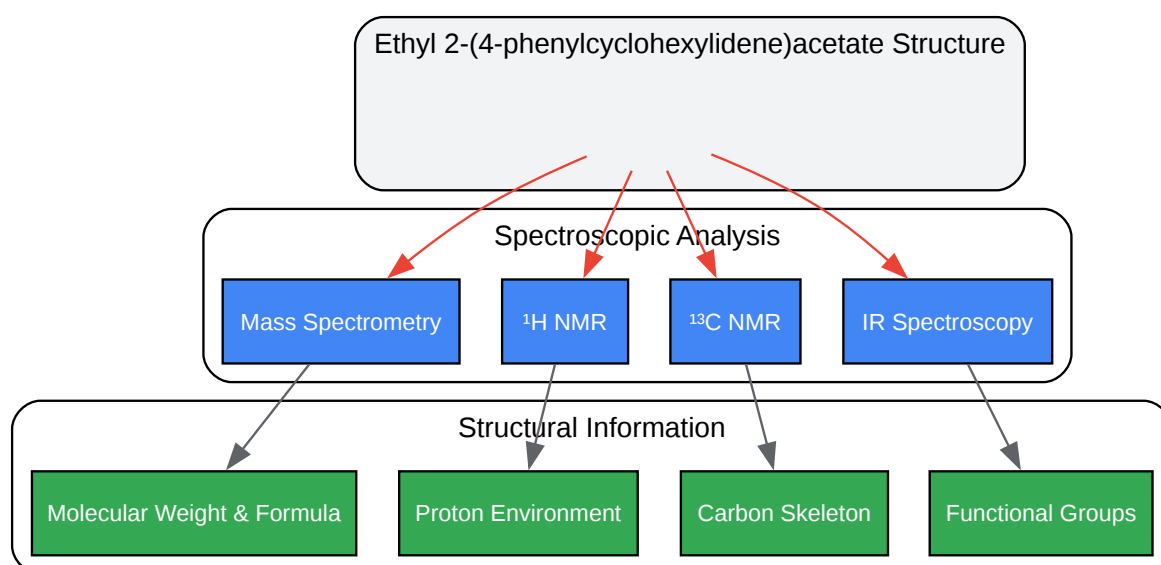 Ethyl 2-(4-phenylcyclohexylidene)acetate Structure
Spectroscopic Analysis
Mass Spectrometry
¹H NMR
¹³C NMR
IR Spectroscopy
Structural Information
Molecular Weight & Formula
Proton Environment
Carbon Skeleton
Functional Groups